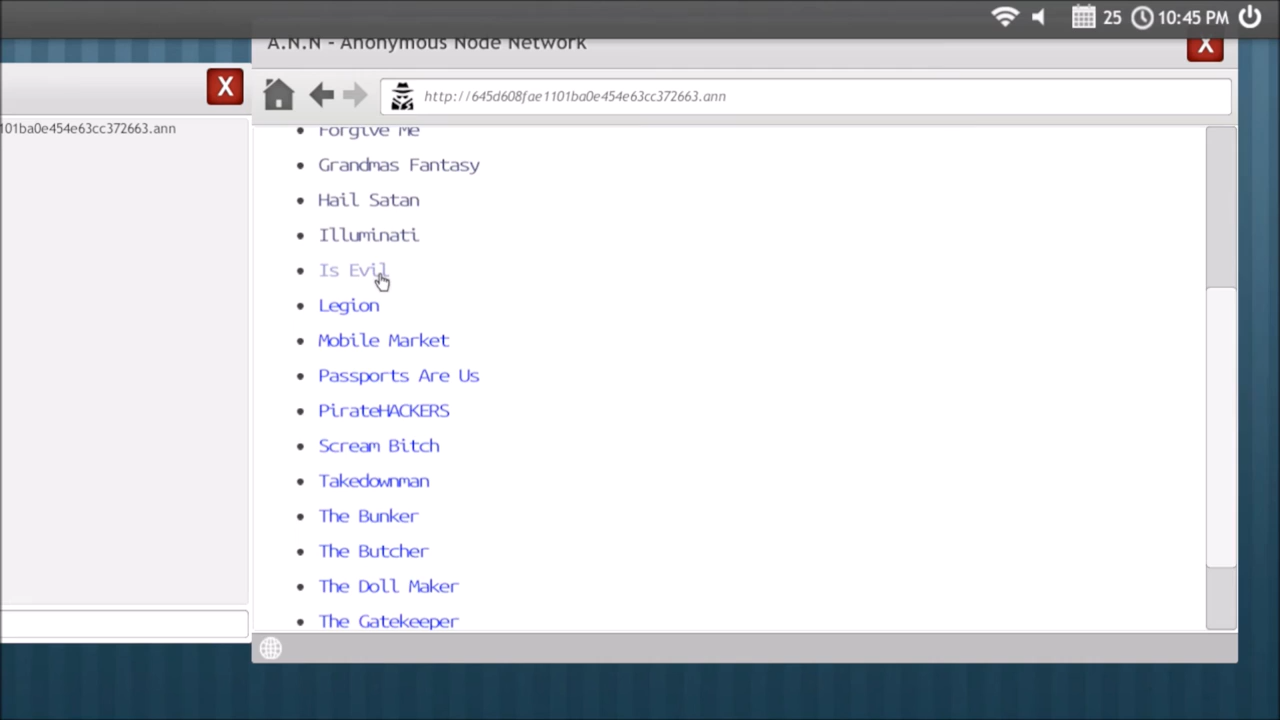 25 10:45 PM
A.N.N - Anonymous Node Network
X
X
http://645d608fae1101ba0e454e63cc372663.ann
101ba0e454e63cc372663.ann
Forgive Me
Grandmas Fantasy
Hail Satan
Illuminati
Is Evil
Legion
Mobile Market
Passports Are Us
PirateHACKERS
Scream Bitch
Takedownman
The Bunker
The Butcher
The Doll Maker
The Gatekeeper